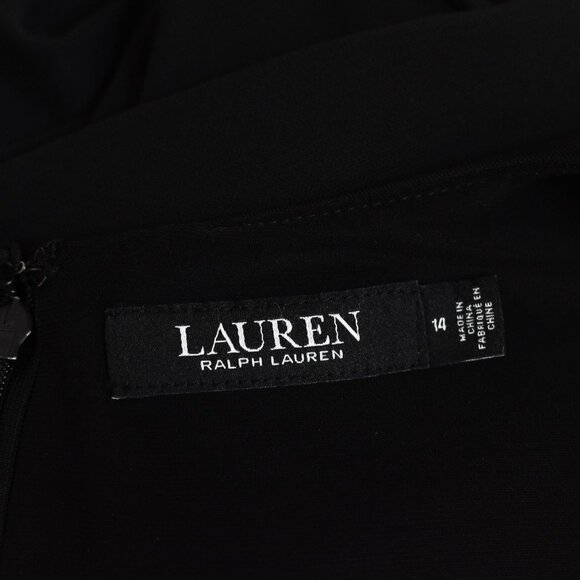 LAUREN
RALPH LAUREN
14
MADE IN
CHINA
FABRIQUÉ EN
CHINE